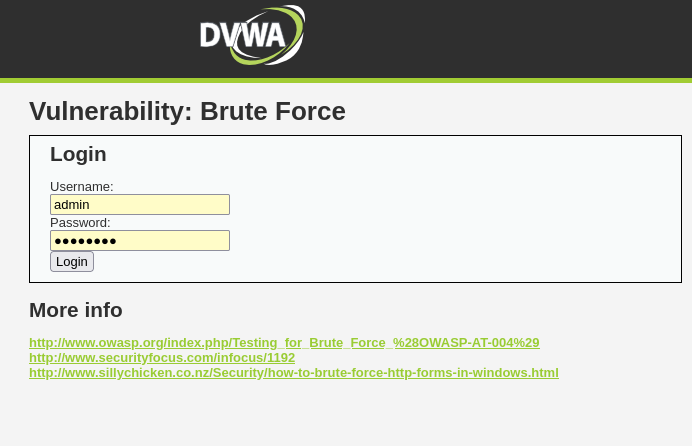 DVWA
Vulnerability: Brute Force
Login
Username:
admin
Password:
●●●●●●●●
Login
More info
http://www.owasp.org/index.php/Testing_for_Brute_Force_%28OWASP-AT-004%29
http://www.securityfocus.com/infocus/1192
http://www.sillychicken.co.nz/Security/how-to-brute-force-http-forms-in-windows.html